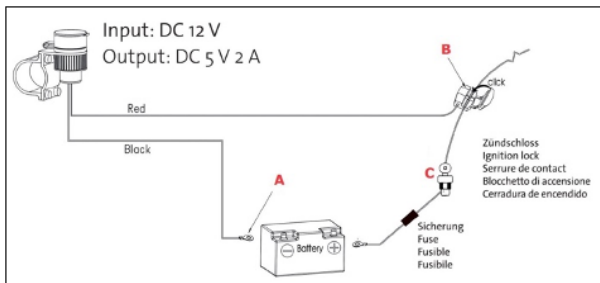 Input: DC 12 V
Output: DC 5 V 2 A
B
click
Red
Black
Zündschloss
Ignition lock
Serrure de contact
Blocchetto di accensione
Cerradura de encendido
C
A
Sicherung
Fuse
Fusible
Fusibile
− Battery +